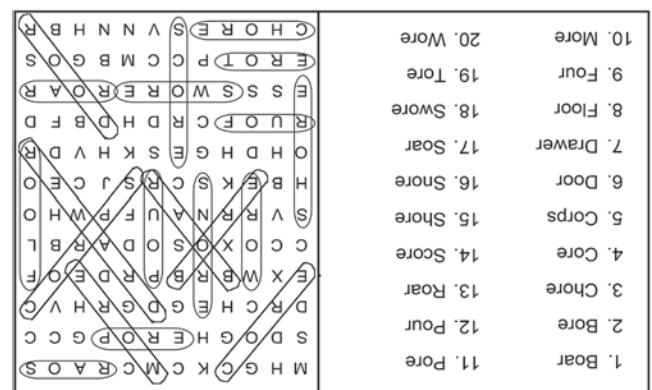 1. Boar 11. Pore
2. Bore 12. Pour
3. Chore 13. Roar
4. Core 14. Score
5. Corps 15. Shore
6. Door 16. Snore
7. Drawer 17. Soar
8. Floor 18. Swore
9. Four 19. Tore
10. More 20. Wore
M H G C K C M C R A O S
S D O G H E R O P G C C
D R C H E G D G R H V C
E X W B R B P R D E O F
C C O X O S O D A R B L
S V R R N A U F P W H O
H B E K S C R S J C E O
O H D H G E S K H V D R
R U O F C R D H D B F D
E S S S W O R E R O A R
E R O T P C C M B G O S
C H O R E S V N N H B R